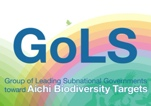 GoLS
Group of Leading Subnational Governments
toward Aichi Biodiversity Targets